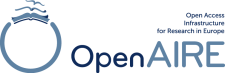 Open Access
Infrastructure
for Research in Europe
OpenAIRE